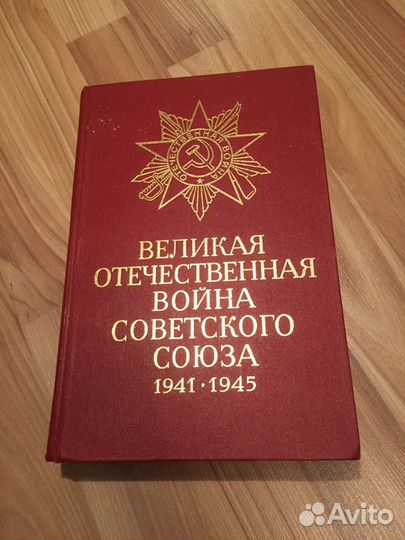 ОТЕЧЕСТВЕННАЯ ВОЙНА
ВЕЛИКАЯ
ОТЕЧЕСТВЕННАЯ
ВОЙНА
СОВЕТСКОГО
СОЮЗА
1941 · 1945
Avito